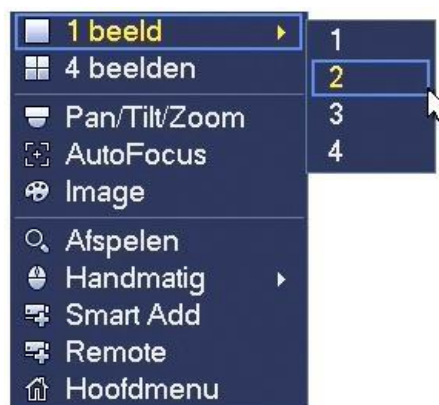 1 beeld
4 beelden
Pan/Tilt/Zoom
AutoFocus
Image
Afspelen
Handmatig
Smart Add
Remote
Hoofdmenu
1
2
3
4